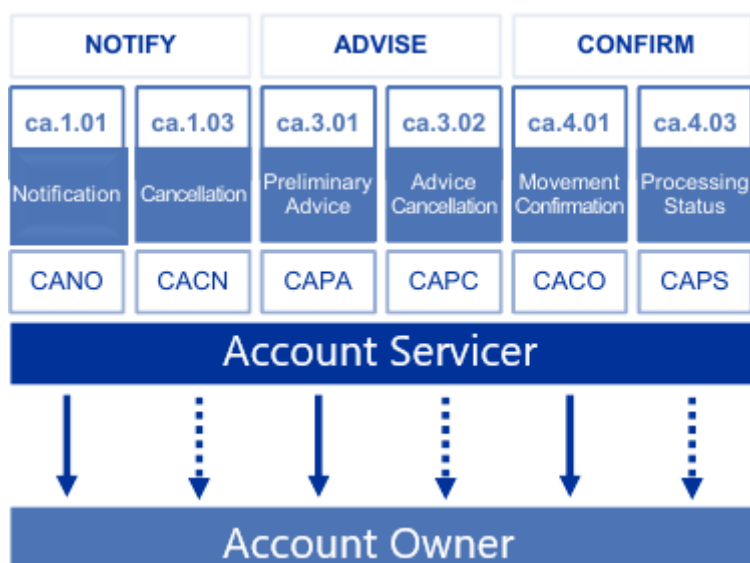 NOTIFY ADVISE CONFIRM
ca.1.01 ca.1.03 ca.3.01 ca.3.02 ca.4.01 ca.4.03
Notification Cancellation Preliminary Advice Advice Cancellation Movement Confirmation Processing Status
CANO CACN CAPA CAPC CACO CAPS
Account Servicer
Account Owner